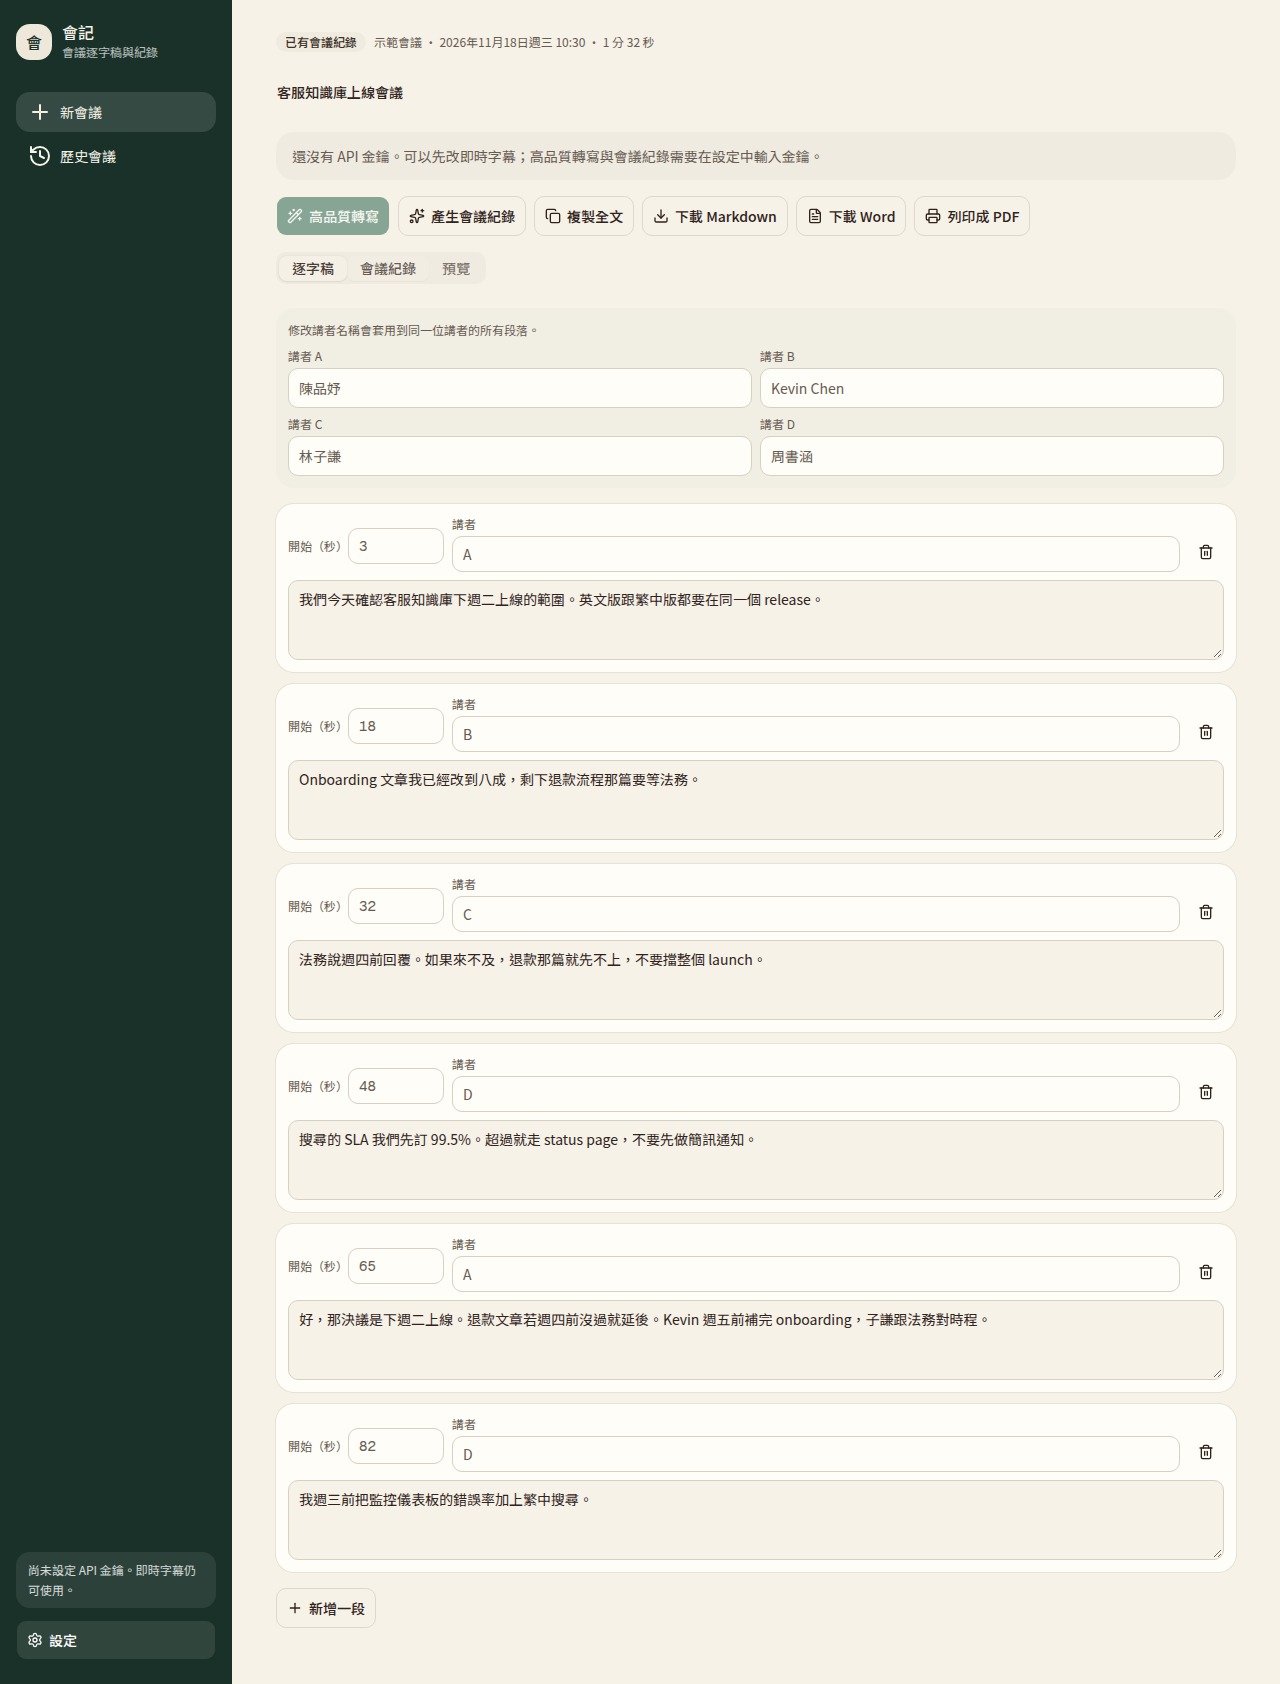 會
會記
會議逐字稿與紀錄
新會議
歷史會議
尚未設定 API 金鑰。即時字幕仍
可使用。
設定
已有會議紀錄 示範會議 · 2026年11月18日週三 10:30 · 1 分 32 秒
客服知識庫上線會議
還沒有 API 金鑰。可以先改即時字幕；高品質轉寫與會議紀錄需要在設定中輸入金鑰。
高品質轉寫 產生會議紀錄 複製全文 下載 Markdown 下載 Word 列印成 PDF
逐字稿 會議紀錄 預覽
修改講者名稱會套用到同一位講者的所有段落。
講者 A 講者 B
陳品妤 Kevin Chen
講者 C 講者 D
林子謙 周書涵
講者
開始（秒） 3 A
我們今天確認客服知識庫下週二上線的範圍。英文版跟繁中版都要在同一個 release。
講者
開始（秒） 18 B
Onboarding 文章我已經改到八成，剩下退款流程那篇要等法務。
講者
開始（秒） 32 C
法務說週四前回覆。如果來不及，退款那篇就先不上，不要擋整個 launch。
講者
開始（秒） 48 D
搜尋的 SLA 我們先訂 99.5%。超過就走 status page，不要先做簡訊通知。
講者
開始（秒） 65 A
好，那決議是下週二上線。退款文章若週四前沒過就延後。Kevin 週五前補完 onboarding，子謙跟法務對時程。
講者
開始（秒） 82 D
我週三前把監控儀表板的錯誤率加上繁中搜尋。
新增一段